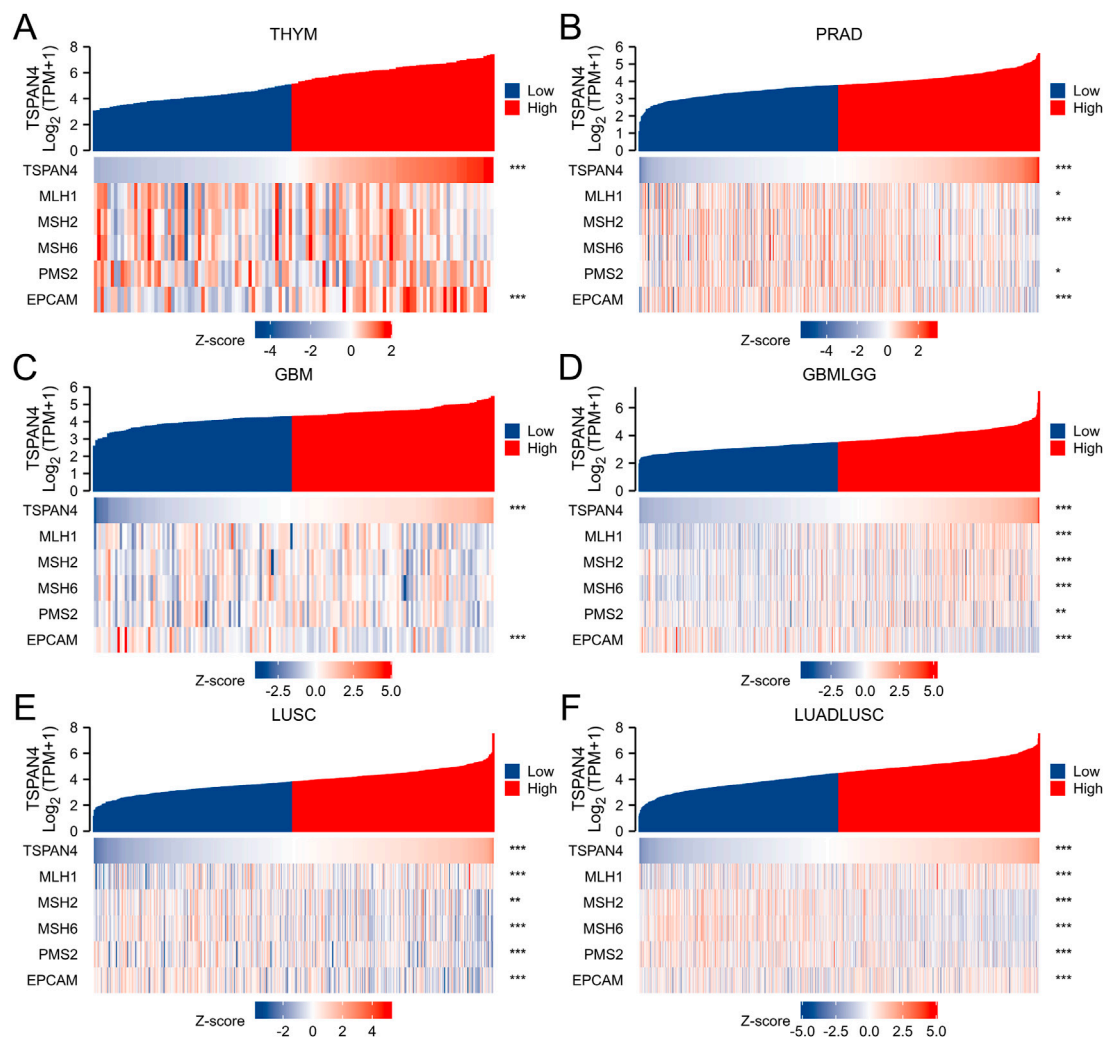 A
THYM
TSPAN4
Log2 (TPM+1)
8
6
4
2
0
Low
High
TSPAN4 ***
MLH1
MSH2
MSH6
PMS2
EPCAM ***
Z-score
-4 -2 0 2
B
PRAD
TSPAN4
Log2 (TPM+1)
6
5
4
3
2
1
0
Low
High
TSPAN4 ***
MLH1 *
MSH2 ***
MSH6
PMS2 *
EPCAM ***
Z-score
-6 -4 -2 0 2
C
GBM
TSPAN4
Log2 (TPM+1)
6
5
4
3
2
1
0
Low
High
TSPAN4 ***
MLH1
MSH2
MSH6
PMS2
EPCAM ***
Z-score
-2.5 0.0 2.5 5.0
D
GBMLGG
TSPAN4
Log2 (TPM+1)
6
4
2
0
Low
High
TSPAN4 ***
MLH1 ***
MSH2 ***
MSH6 ***
PMS2 **
EPCAM ***
Z-score
-2.5 0.0 2.5 5.0
E
LUSC
TSPAN4
Log2 (TPM+1)
8
6
4
2
0
Low
High
TSPAN4 ***
MLH1 ***
MSH2 **
MSH6 ***
PMS2 ***
EPCAM ***
Z-score
-2 0 2 4
F
LUADLUSC
TSPAN4
Log2 (TPM+1)
8
6
4
2
0
Low
High
TSPAN4 ***
MLH1 ***
MSH2 ***
MSH6 ***
PMS2 ***
EPCAM ***
Z-score
-5.0 -2.5 0.0 2.5 5.0